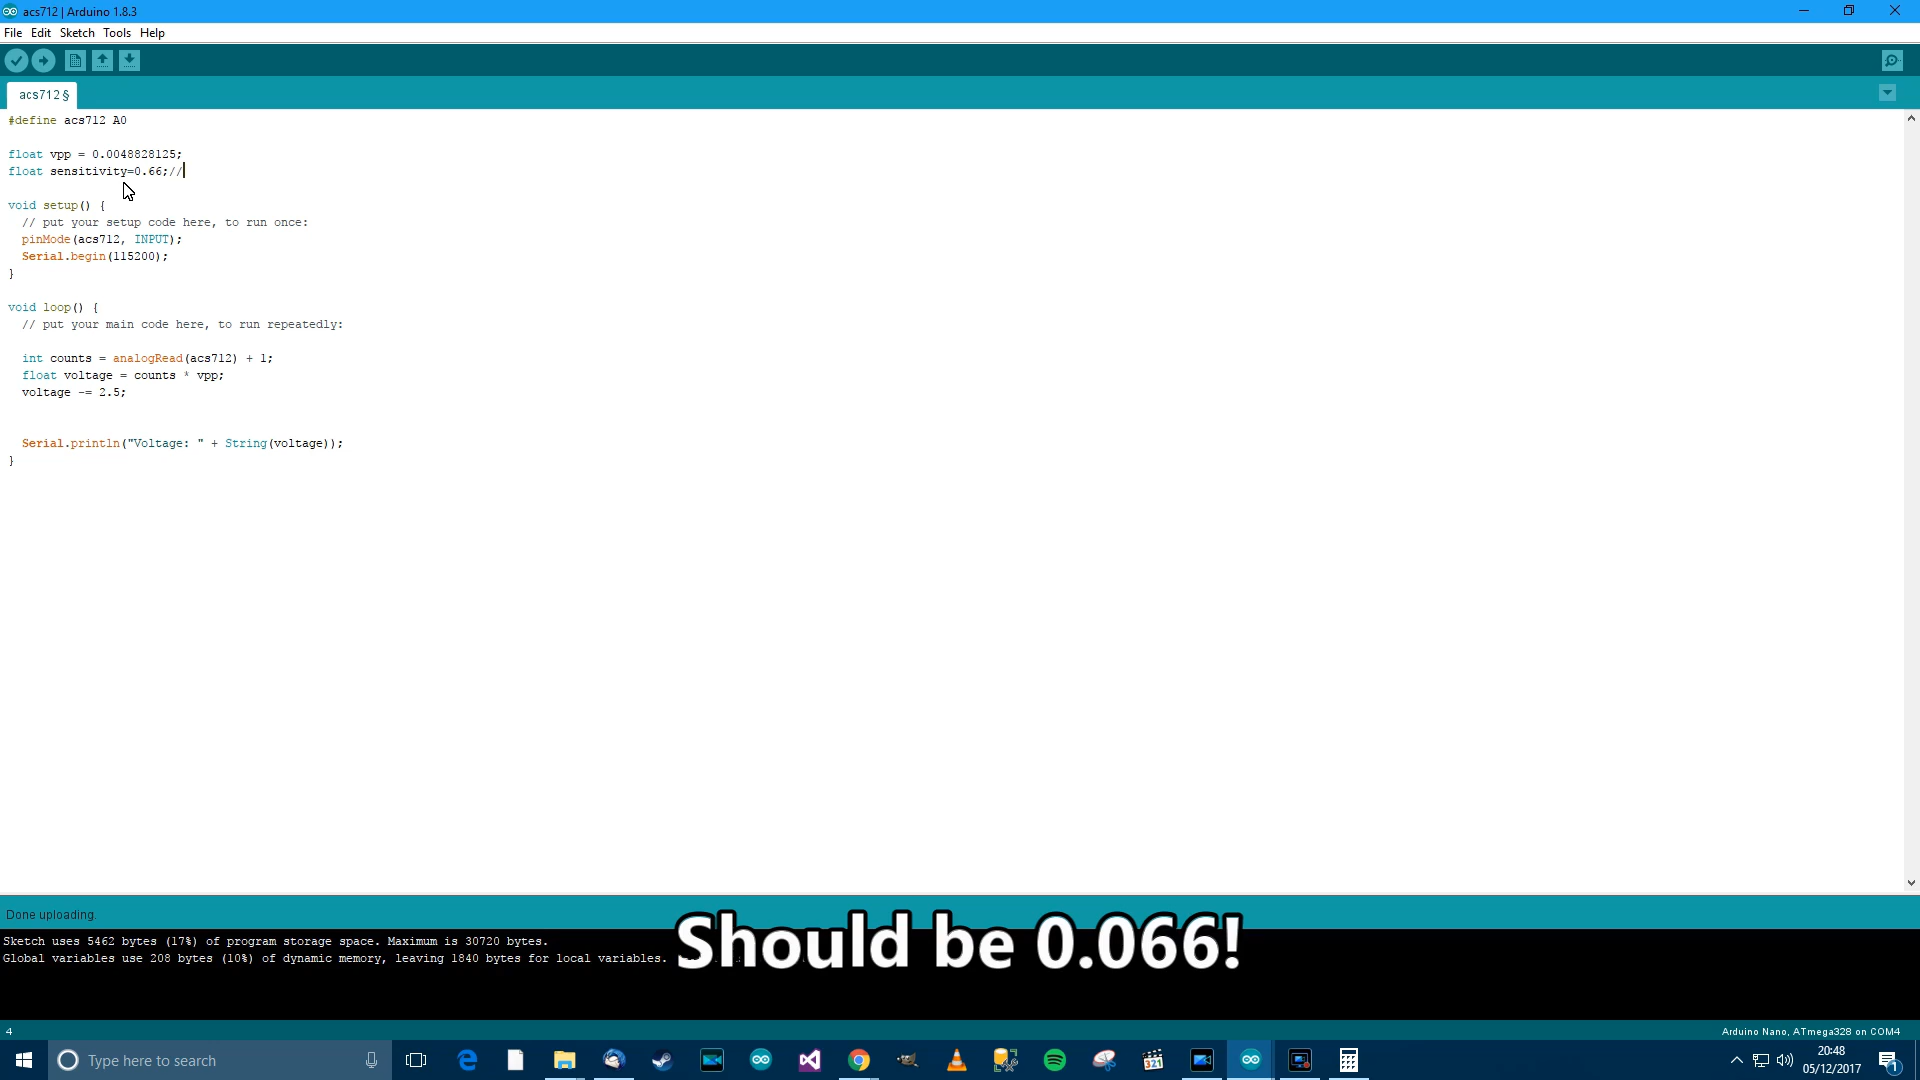 acs712 | Arduino 1.8.3
File Edit Sketch Tools Help
acs712 §
#define acs712 A0
float vpp = 0.0048828125;
float sensitivity=0.66;//
void setup() {
// put your setup code here, to run once:
pinMode(acs712, INPUT);
Serial.begin(115200);
}
void loop() {
// put your main code here, to run repeatedly:
int counts = analogRead(acs712) + 1;
float voltage = counts * vpp;
voltage -= 2.5;
Serial.println("Voltage: " + String(voltage));
}
Done uploading.
Sketch uses 5462 bytes (17%) of program storage space. Maximum is 30720 bytes.
Global variables use 208 bytes (10%) of dynamic memory, leaving 1840 bytes for local variables.
Should be 0.066!
4
Arduino Nano, ATmega328 on COM4
Type here to search
321
20:48
05/12/2017
1